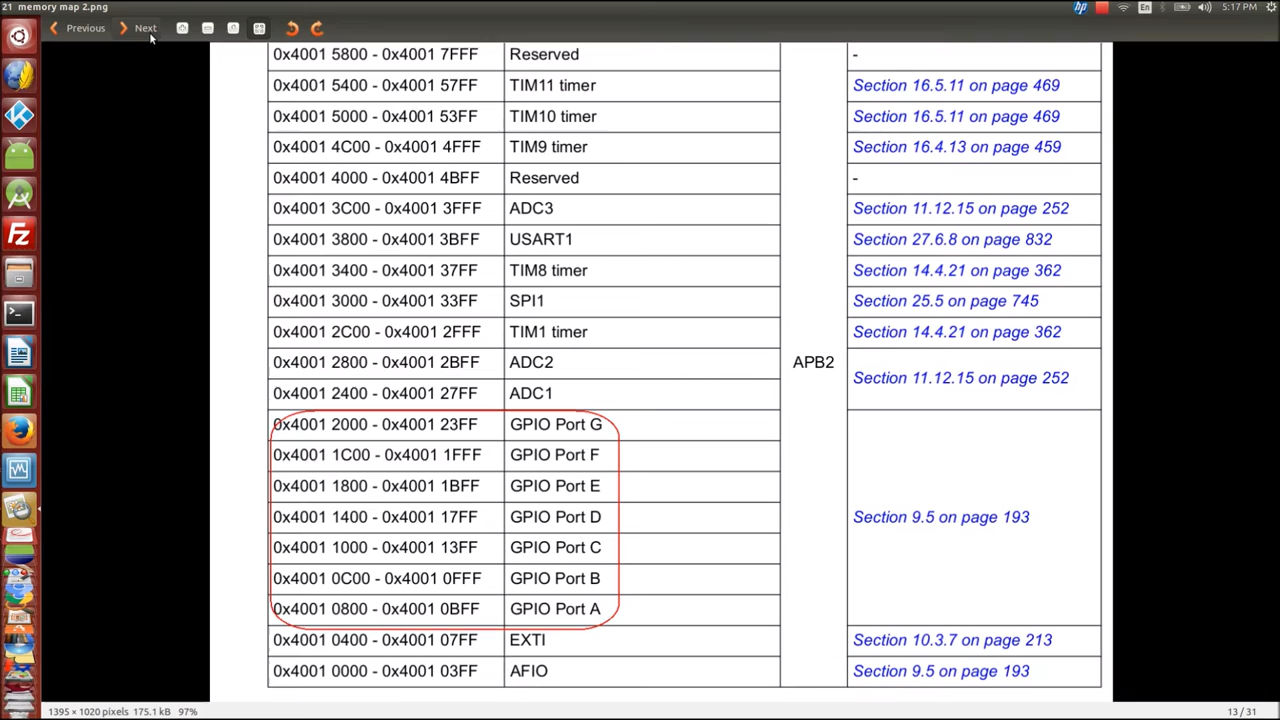 21 memory map 2.png
En
5:17 PM
Previous
Next
0x4001 5800 - 0x4001 7FFF Reserved -
0x4001 5400 - 0x4001 57FF TIM11 timer Section 16.5.11 on page 469
0x4001 5000 - 0x4001 53FF TIM10 timer Section 16.5.11 on page 469
0x4001 4C00 - 0x4001 4FFF TIM9 timer Section 16.4.13 on page 459
0x4001 4000 - 0x4001 4BFF Reserved -
0x4001 3C00 - 0x4001 3FFF ADC3 Section 11.12.15 on page 252
0x4001 3800 - 0x4001 3BFF USART1 Section 27.6.8 on page 832
0x4001 3400 - 0x4001 37FF TIM8 timer Section 14.4.21 on page 362
0x4001 3000 - 0x4001 33FF SPI1 Section 25.5 on page 745
0x4001 2C00 - 0x4001 2FFF TIM1 timer Section 14.4.21 on page 362
0x4001 2800 - 0x4001 2BFF ADC2 APB2
Section 11.12.15 on page 252
0x4001 2400 - 0x4001 27FF ADC1
0x4001 2000 - 0x4001 23FF GPIO Port G
0x4001 1C00 - 0x4001 1FFF GPIO Port F
0x4001 1800 - 0x4001 1BFF GPIO Port E
0x4001 1400 - 0x4001 17FF GPIO Port D Section 9.5 on page 193
0x4001 1000 - 0x4001 13FF GPIO Port C
0x4001 0C00 - 0x4001 0FFF GPIO Port B
0x4001 0800 - 0x4001 0BFF GPIO Port A
0x4001 0400 - 0x4001 07FF EXTI Section 10.3.7 on page 213
0x4001 0000 - 0x4001 03FF AFIO Section 9.5 on page 193
1395 × 1020 pixels 175.1 kB 97%
13 / 31